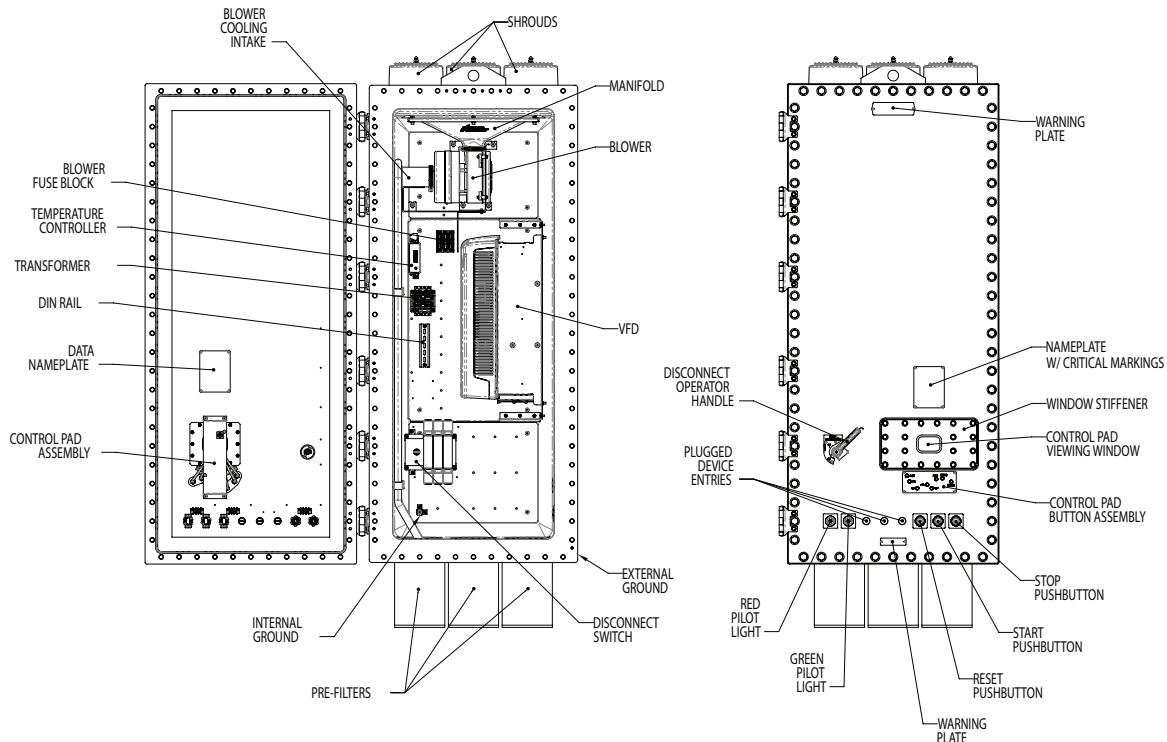 BLOWER
COOLING
INTAKE
SHROUDS
MANIFOLD
BLOWER
BLOWER
FUSE BLOCK
TEMPERATURE
CONTROLLER
TRANSFORMER
DIN RAIL
DATA
NAMEPLATE
CONTROL PAD
ASSEMBLY
VFD
INTERNAL
GROUND
EXTERNAL
GROUND
DISCONNECT
SWITCH
PRE-FILTERS
WARNING
PLATE
DISCONNECT
OPERATOR
HANDLE
NAMEPLATE
W/ CRITICAL MARKINGS
WINDOW STIFFENER
CONTROL PAD
VIEWING WINDOW
PLUGGED
DEVICE
ENTRIES
CONTROL PAD
BUTTON ASSEMBLY
STOP
PUSHBUTTON
RED
PILOT
LIGHT
START
PUSHBUTTON
GREEN
PILOT
LIGHT
RESET
PUSHBUTTON
WARNING
PLATE